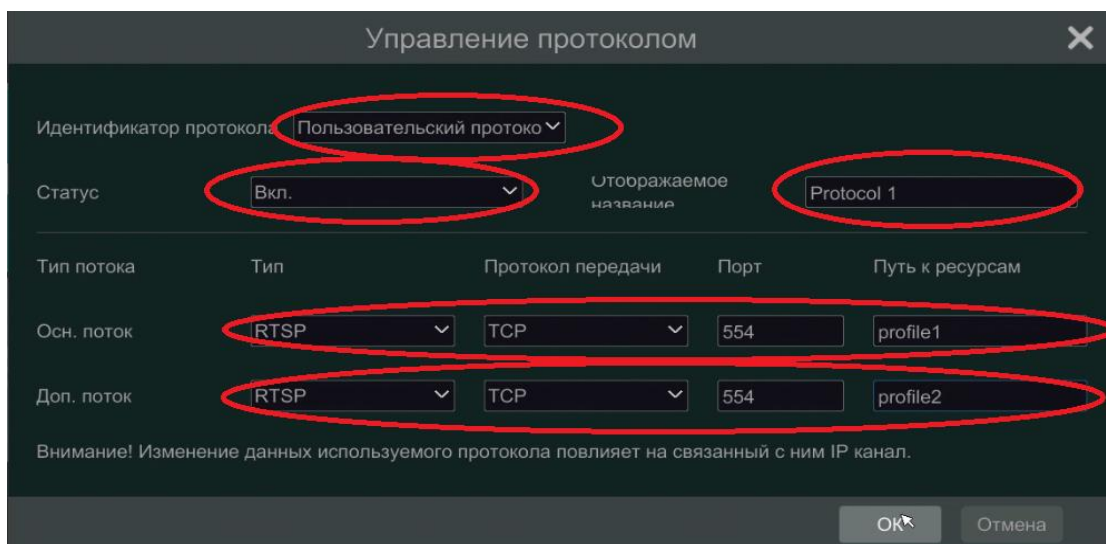 Управление протоколом
Идентификатор протокола Пользовательский протоко
Статус Вкл. Отображаемое название Protocol 1
Тип потока Тип Протокол передачи Порт Путь к ресурсам
Осн. поток RTSP TCP 554 profile1
Доп. поток RTSP TCP 554 profile2
Внимание! Изменение данных используемого протокола повлияет на связанный с ним IP канал.
ОК Отмена